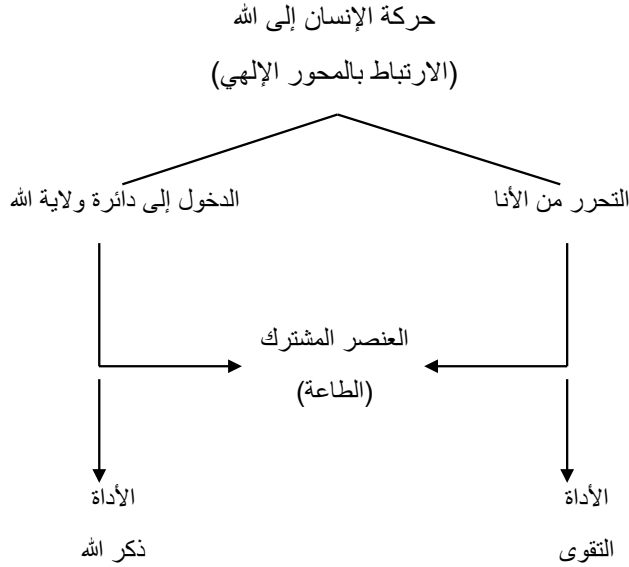 حركة الإنسان إلى الله
(الارتباط بالمحور الإلهي)
التحرر من الأنا
الدخول إلى دائرة ولاية الله
العنصر المشترك
(الطاعة)
الأداة
التقوى
الأداة
ذكر الله